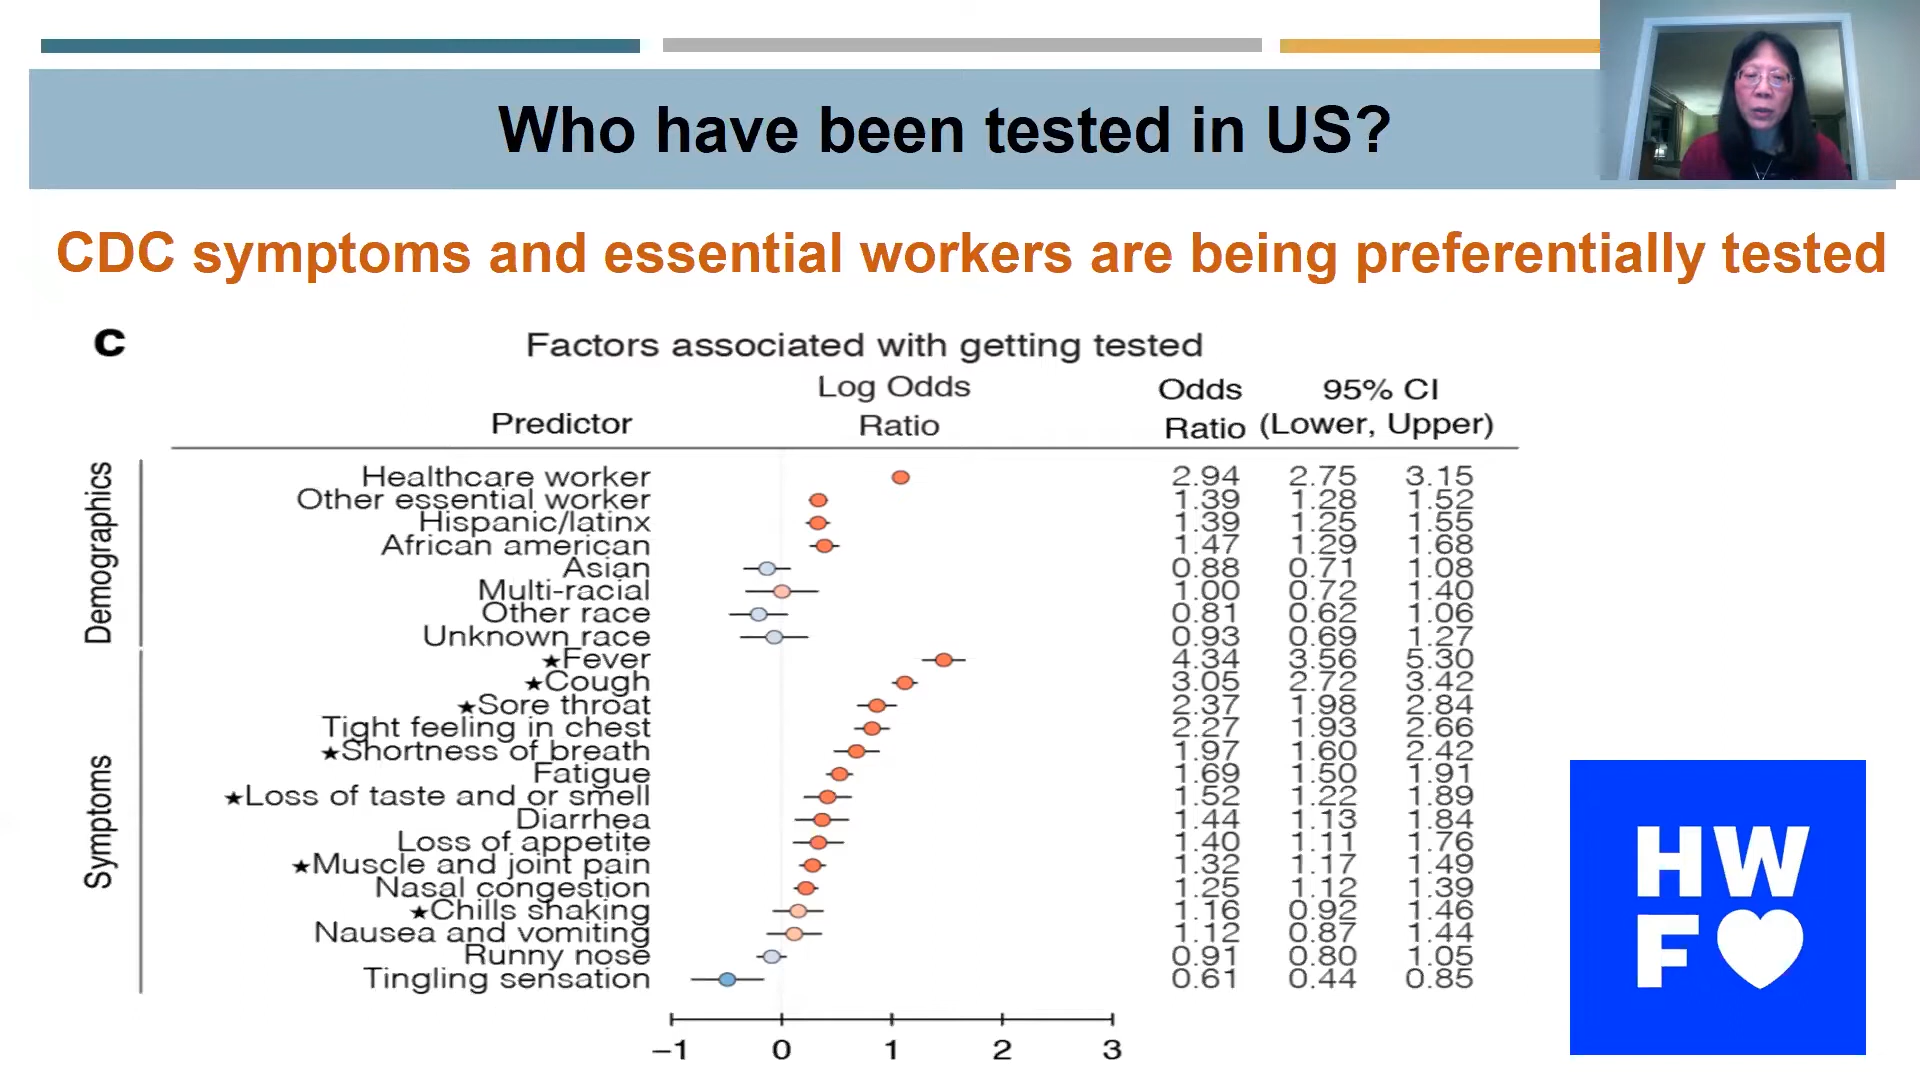 Who have been tested in US?
CDC symptoms and essential workers are being preferentially tested
C
Factors associated with getting tested
Predictor
Log Odds
Ratio
Odds
Ratio
95% CI
(Lower, Upper)
Demographics
Healthcare worker 2.94 2.75 3.15
Other essential worker 1.39 1.28 1.52
Hispanic/latinx 1.39 1.25 1.55
African american 1.47 1.29 1.68
Asian 0.88 0.71 1.08
Multi-racial 1.00 0.72 1.40
Other race 0.81 0.62 1.06
Unknown race 0.93 0.69 1.27
Symptoms
★Fever 4.34 3.56 5.30
★Cough 3.05 2.72 3.42
★Sore throat 2.37 1.98 2.84
Tight feeling in chest 2.27 1.93 2.66
★Shortness of breath 1.97 1.60 2.42
Fatigue 1.69 1.50 1.91
★Loss of taste and or smell 1.52 1.22 1.89
Diarrhea 1.44 1.13 1.84
Loss of appetite 1.40 1.11 1.76
★Muscle and joint pain 1.32 1.17 1.49
Nasal congestion 1.25 1.12 1.39
★Chills shaking 1.16 0.92 1.46
Nausea and vomiting 1.12 0.87 1.44
Runny nose 0.91 0.80 1.05
Tingling sensation 0.61 0.44 0.85
−1 0 1 2 3
HW
F